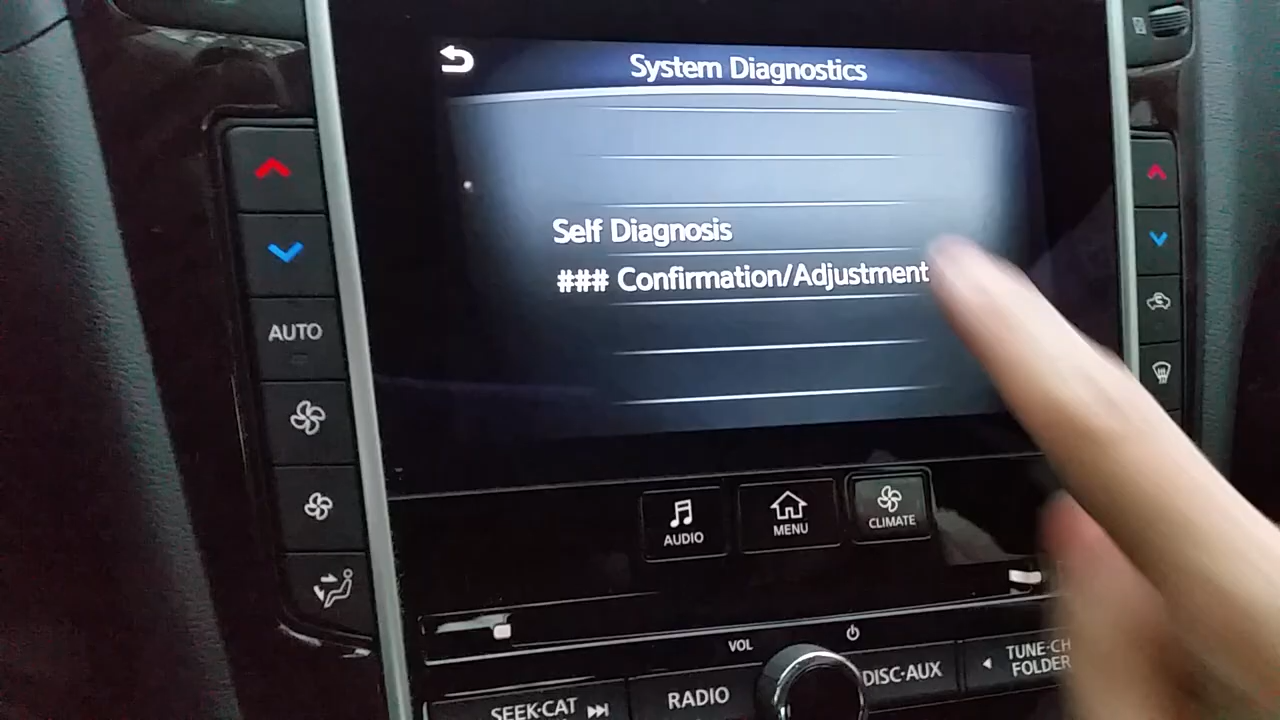 System Diagnostics
Self Diagnosis
### Confirmation/Adjustment
AUTO
AUDIO
MENU
CLIMATE
VOL
SEEK·CAT
RADIO
DISC·AUX
TUNE·CH
FOLDER